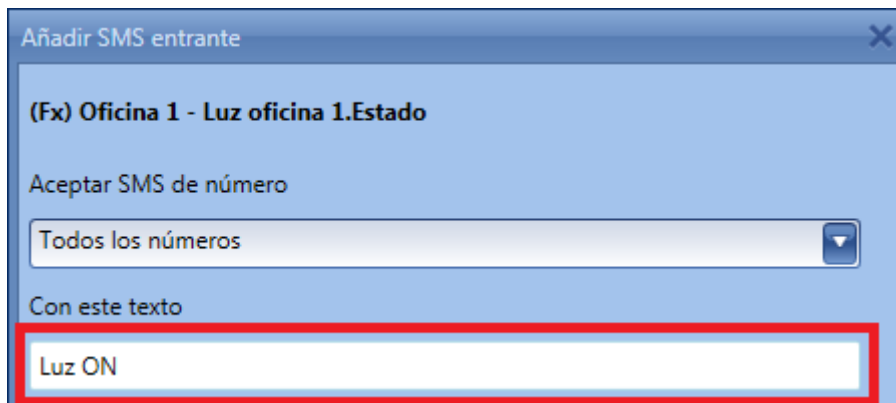 Añadir SMS entrante
(Fx) Oficina 1 - Luz oficina 1.Estado
Aceptar SMS de número
Todos los números
Con este texto
Luz ON